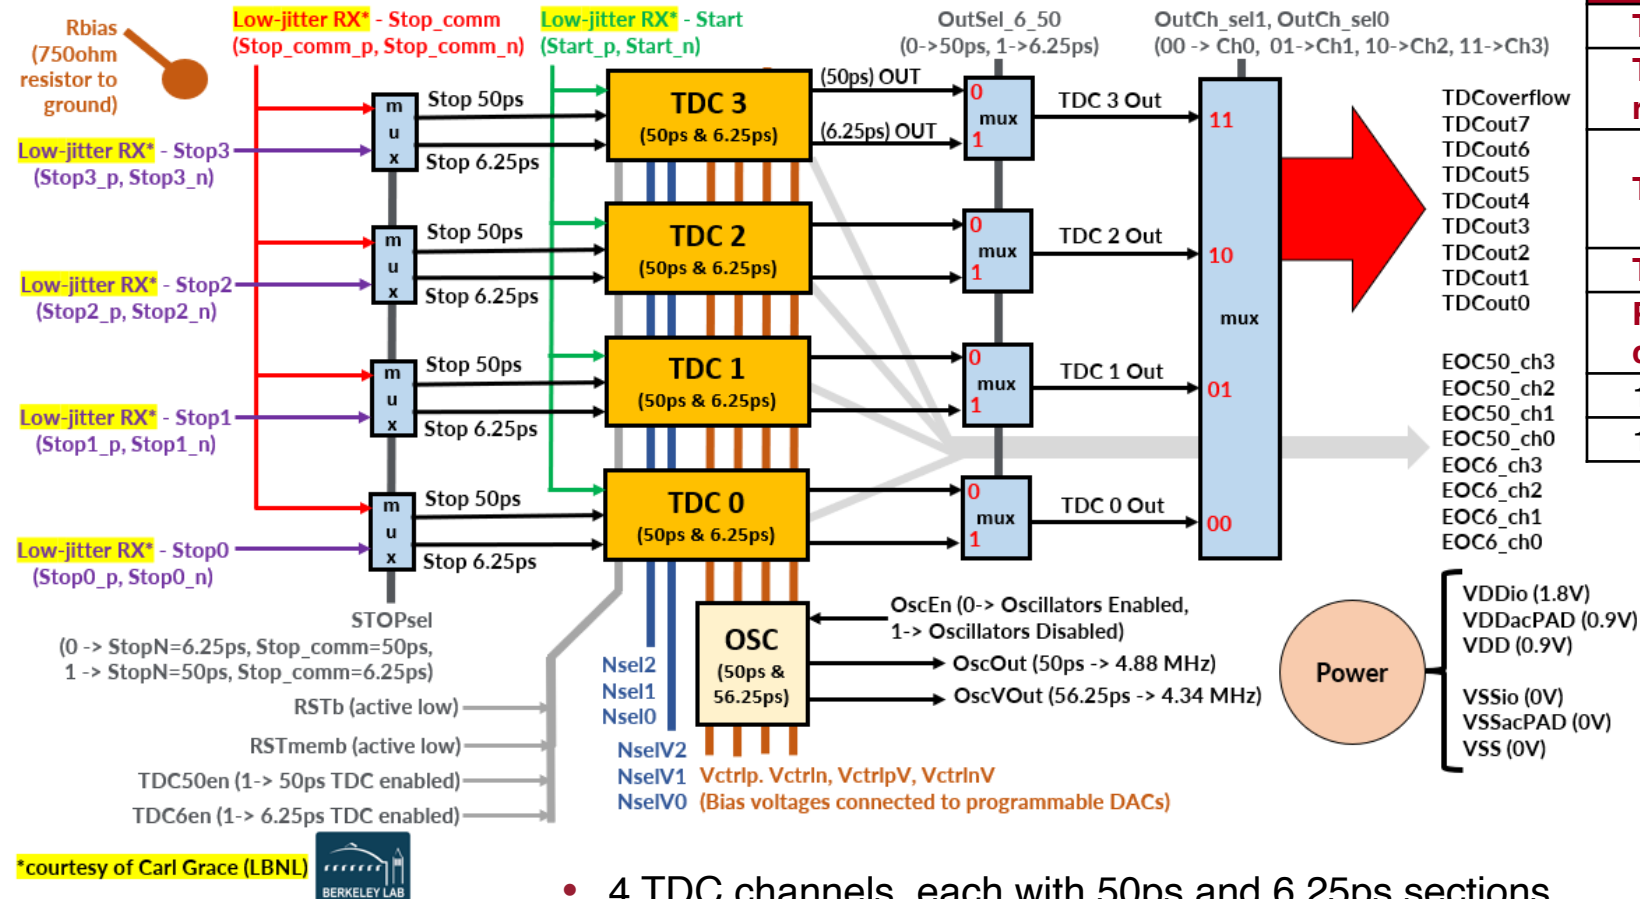 Rbias
(750ohm
resistor to
ground)
Low-jitter RX* - Stop_comm
(Stop_comm_p, Stop_comm_n)
Low-jitter RX* - Start
(Start_p, Start_n)
OutSel_6_50
(0->50ps, 1->6.25ps)
OutCh_sel1, OutCh_sel0
(00 -> Ch0, 01->Ch1, 10->Ch2, 11->Ch3)
Low-jitter RX* - Stop3
(Stop3_p, Stop3_n)
mux
Stop 50ps
Stop 6.25ps
TDC 3
(50ps & 6.25ps)
(50ps) OUT
(6.25ps) OUT
0
mux
1
TDC 3 Out
11
Low-jitter RX* - Stop2
(Stop2_p, Stop2_n)
mux
Stop 50ps
Stop 6.25ps
TDC 2
(50ps & 6.25ps)
0
mux
1
TDC 2 Out
10
mux
Low-jitter RX* - Stop1
(Stop1_p, Stop1_n)
mux
Stop 50ps
Stop 6.25ps
TDC 1
(50ps & 6.25ps)
0
mux
1
TDC 1 Out
01
Low-jitter RX* - Stop0
(Stop0_p, Stop0_n)
mux
Stop 50ps
Stop 6.25ps
TDC 0
(50ps & 6.25ps)
0
mux
1
TDC 0 Out
00
TDCoverflow
TDCout7
TDCout6
TDCout5
TDCout4
TDCout3
TDCout2
TDCout1
TDCout0
EOC50_ch3
EOC50_ch2
EOC50_ch1
EOC50_ch0
EOC6_ch3
EOC6_ch2
EOC6_ch1
EOC6_ch0
STOPsel
(0 -> StopN=6.25ps, Stop_comm=50ps,
1 -> StopN=50ps, Stop_comm=6.25ps)
RSTb (active low)
RSTmemb (active low)
TDC50en (1-> 50ps TDC enabled)
TDC6en (1-> 6.25ps TDC enabled)
Nsel2
Nsel1
Nsel0
NselV2
NselV1
NselV0
OSC
(50ps &
56.25ps)
OscEn (0-> Oscillators Enabled,
1-> Oscillators Disabled)
OscOut (50ps -> 4.88 MHz)
OscVOut (56.25ps -> 4.34 MHz)
Vctrlp. Vctrln, VctrlpV, VctrlnV
(Bias voltages connected to programmable DACs)
Power
VDDio (1.8V)
VDDacPAD (0.9V)
VDD (0.9V)
VSSio (0V)
VSSacPAD (0V)
VSS (0V)
*courtesy of Carl Grace (LBNL)
BERKELEY LAB
• 4 TDC channels, each with 50ps and 6.25ps sections